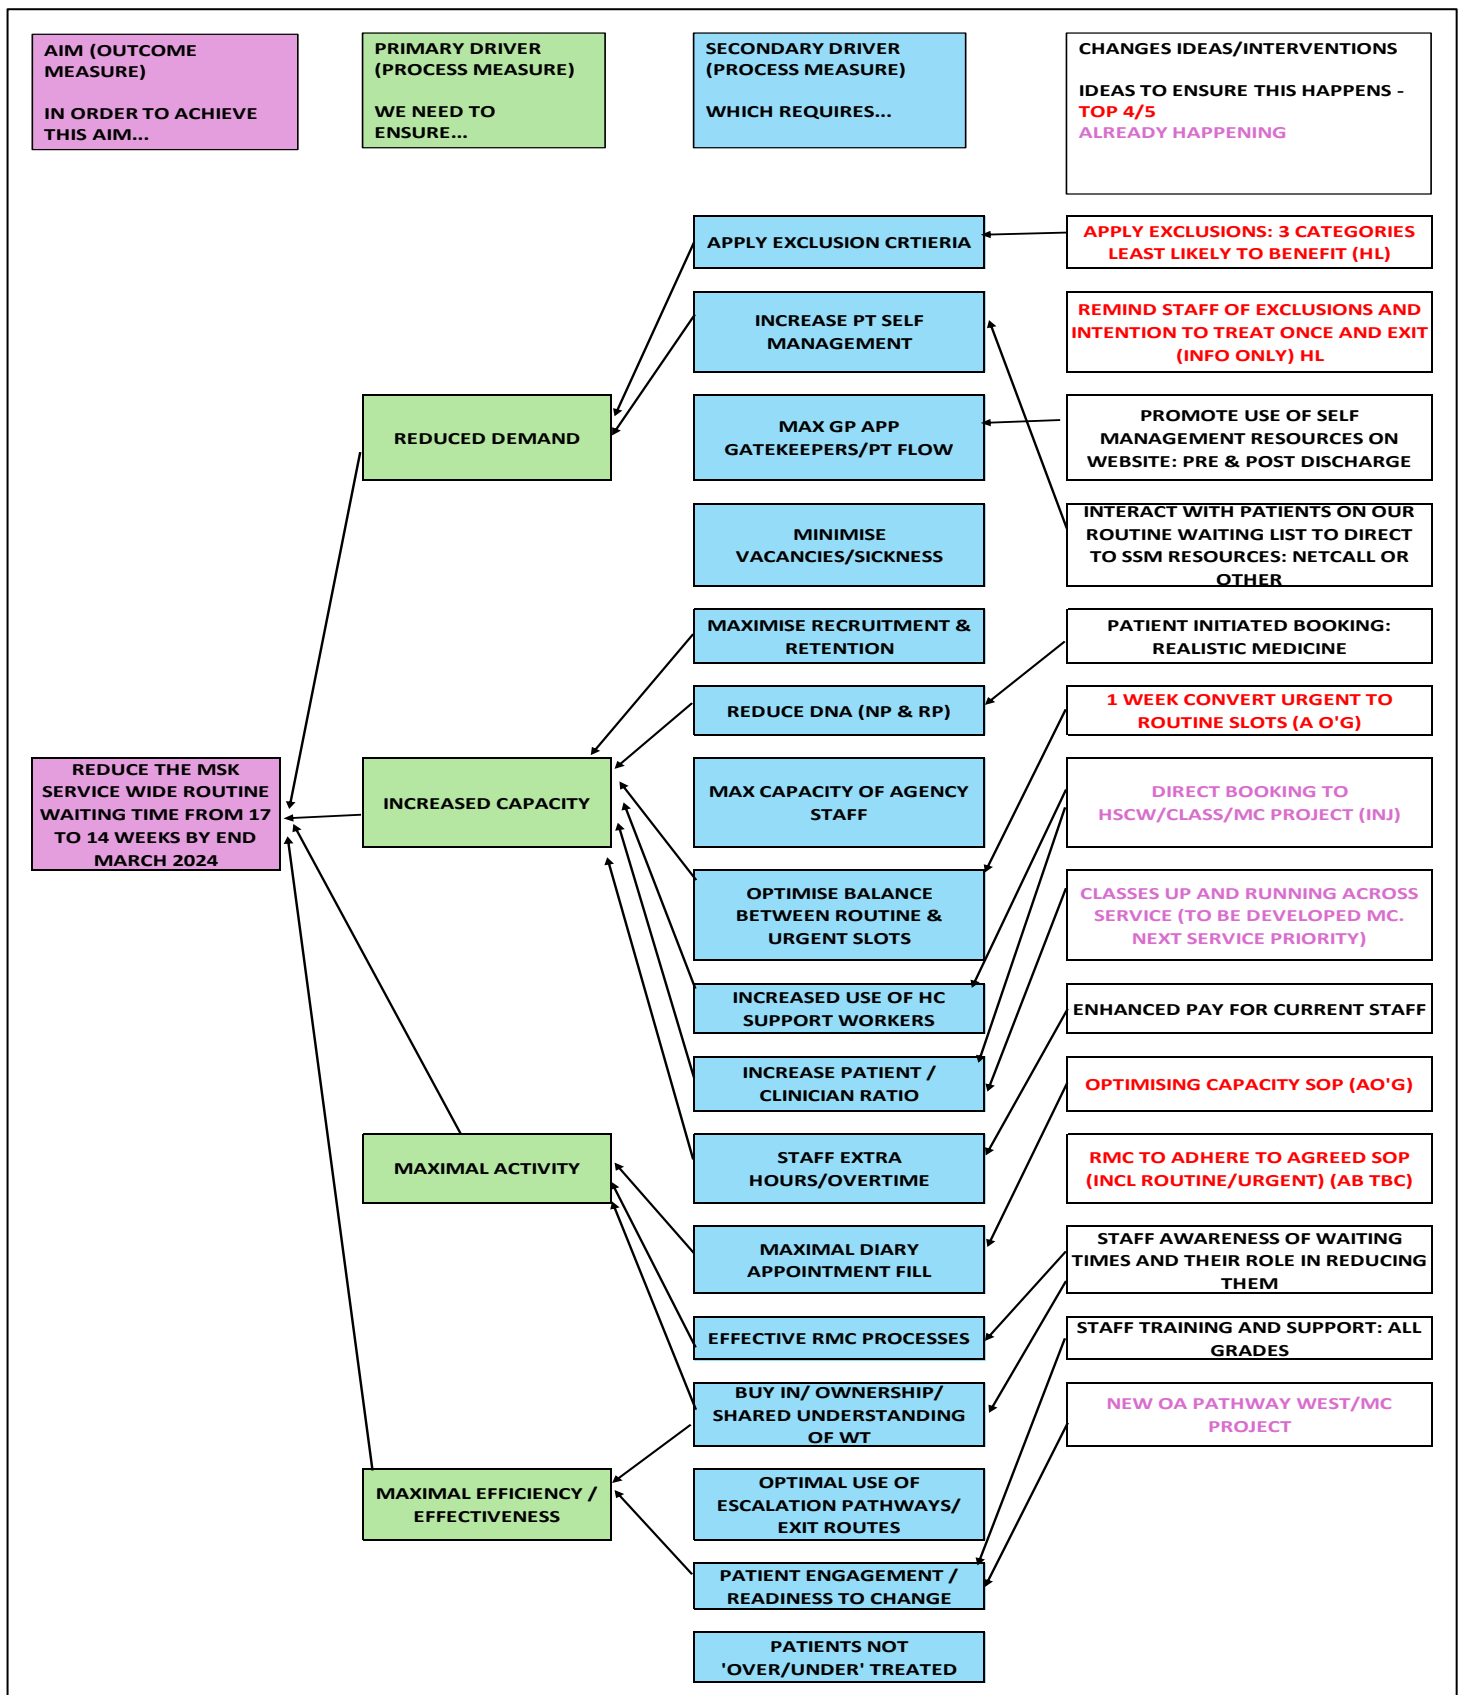 AIM (OUTCOME
MEASURE)
IN ORDER TO ACHIEVE
THIS AIM...
PRIMARY DRIVER
(PROCESS MEASURE)
WE NEED TO
ENSURE...
SECONDARY DRIVER
(PROCESS MEASURE)
WHICH REQUIRES...
CHANGES IDEAS/INTERVENTIONS
IDEAS TO ENSURE THIS HAPPENS -
TOP 4/5
ALREADY HAPPENING
REDUCE THE MSK
SERVICE WIDE ROUTINE
WAITING TIME FROM 17
TO 14 WEEKS BY END
MARCH 2024
REDUCED DEMAND
INCREASED CAPACITY
MAXIMAL ACTIVITY
MAXIMAL EFFICIENCY /
EFFECTIVENESS
APPLY EXCLUSION CRTIERIA
INCREASE PT SELF
MANAGEMENT
MAX GP APP
GATEKEEPERS/PT FLOW
MINIMISE
VACANCIES/SICKNESS
MAXIMISE RECRUITMENT &
RETENTION
REDUCE DNA (NP & RP)
MAX CAPACITY OF AGENCY
STAFF
OPTIMISE BALANCE
BETWEEN ROUTINE &
URGENT SLOTS
INCREASED USE OF HC
SUPPORT WORKERS
INCREASE PATIENT /
CLINICIAN RATIO
STAFF EXTRA
HOURS/OVERTIME
MAXIMAL DIARY
APPOINTMENT FILL
EFFECTIVE RMC PROCESSES
BUY IN/ OWNERSHIP/
SHARED UNDERSTANDING
OF WT
OPTIMAL USE OF
ESCALATION PATHWAYS/
EXIT ROUTES
PATIENT ENGAGEMENT /
READINESS TO CHANGE
PATIENTS NOT
'OVER/UNDER' TREATED
APPLY EXCLUSIONS: 3 CATEGORIES
LEAST LIKELY TO BENEFIT (HL)
REMIND STAFF OF EXCLUSIONS AND
INTENTION TO TREAT ONCE AND EXIT
(INFO ONLY) HL
PROMOTE USE OF SELF
MANAGEMENT RESOURCES ON
WEBSITE: PRE & POST DISCHARGE
INTERACT WITH PATIENTS ON OUR
ROUTINE WAITING LIST TO DIRECT
TO SSM RESOURCES: NETCALL OR
OTHER
PATIENT INITIATED BOOKING:
REALISTIC MEDICINE
1 WEEK CONVERT URGENT TO
ROUTINE SLOTS (A O'G)
DIRECT BOOKING TO
HSCW/CLASS/MC PROJECT (INJ)
CLASSES UP AND RUNNING ACROSS
SERVICE (TO BE DEVELOPED MC.
NEXT SERVICE PRIORITY)
ENHANCED PAY FOR CURRENT STAFF
OPTIMISING CAPACITY SOP (AO'G)
RMC TO ADHERE TO AGREED SOP
(INCL ROUTINE/URGENT) (AB TBC)
STAFF AWARENESS OF WAITING
TIMES AND THEIR ROLE IN REDUCING
THEM
STAFF TRAINING AND SUPPORT: ALL
GRADES
NEW OA PATHWAY WEST/MC
PROJECT